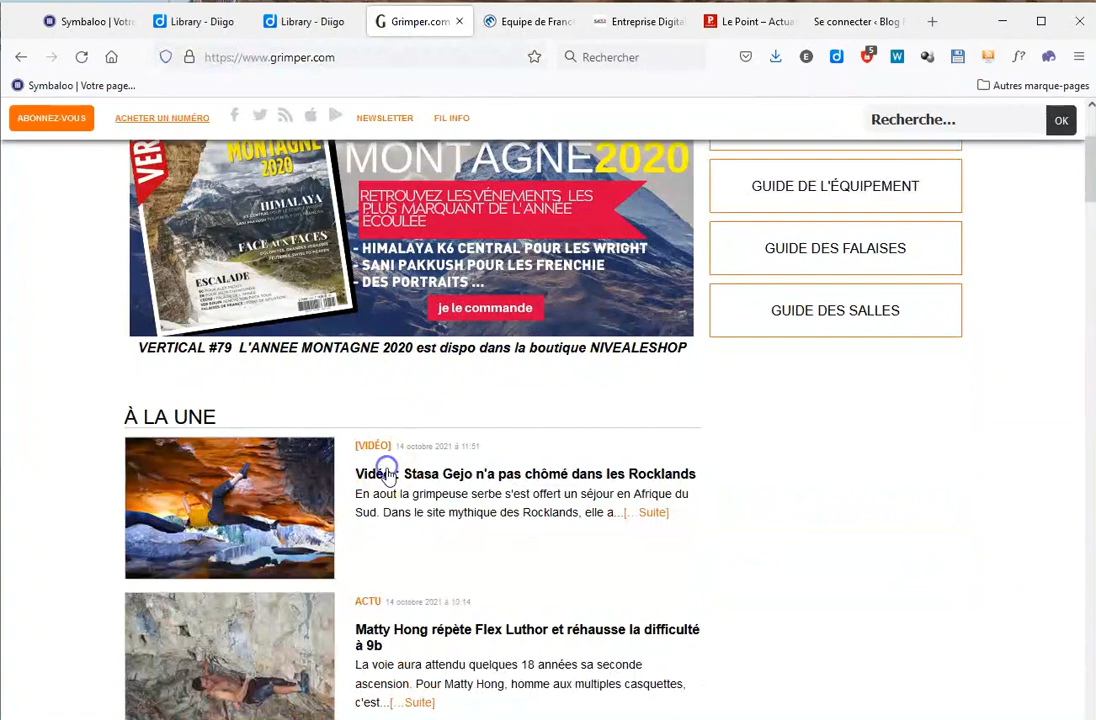 Symbaloo
Library - Diigo
Library - Diigo
Grimper.com
Equipe de Franc
Entreprise Digita
Le Point – Actua
Se connecter ‹ Blog P
https://www.grimper.com
Rechercher
5
Symbaloo | Votre page...
Autres marque-pages
ABONNEZ-VOUS
ACHETER UN NUMÉRO
NEWSLETTER
FIL INFO
Recherche...
OK
VER
MONTAGNE
2020
HIMALAYA
FACE AUX FACES
ESCALADE
MONTAGNE2020
RETROUVEZ LES VÉNEMENTS LES
PLUS MARQUANT DE L'ANNÉE
ECOULÉE
- HIMALAYA K6 CENTRAL POUR LES WRIGHT
- SANI PAKKUSH POUR LES FRENCHIE
- DES PORTRAITS ...
je le commande
VERTICAL #79 L'ANNEE MONTAGNE 2020 est dispo dans la boutique NIVEALESHOP
GUIDE DE L'ÉQUIPEMENT
GUIDE DES FALAISES
GUIDE DES SALLES
À LA UNE
[VIDÉO] 14 octobre 2021 à 11:51
Vidéo. Stasa Gejo n'a pas chômé dans les Rocklands
En aout la grimpeuse serbe s'est offert un séjour en Afrique du
Sud. Dans le site mythique des Rocklands, elle a...[... Suite]
ACTU 14 octobre 2021 à 10:14
Matty Hong répète Flex Luthor et réhausse la difficulté
à 9b
La voie aura attendu quelques 18 années sa seconde
ascension. Pour Matty Hong, homme aux multiples casquettes,
c'est...[...Suite]